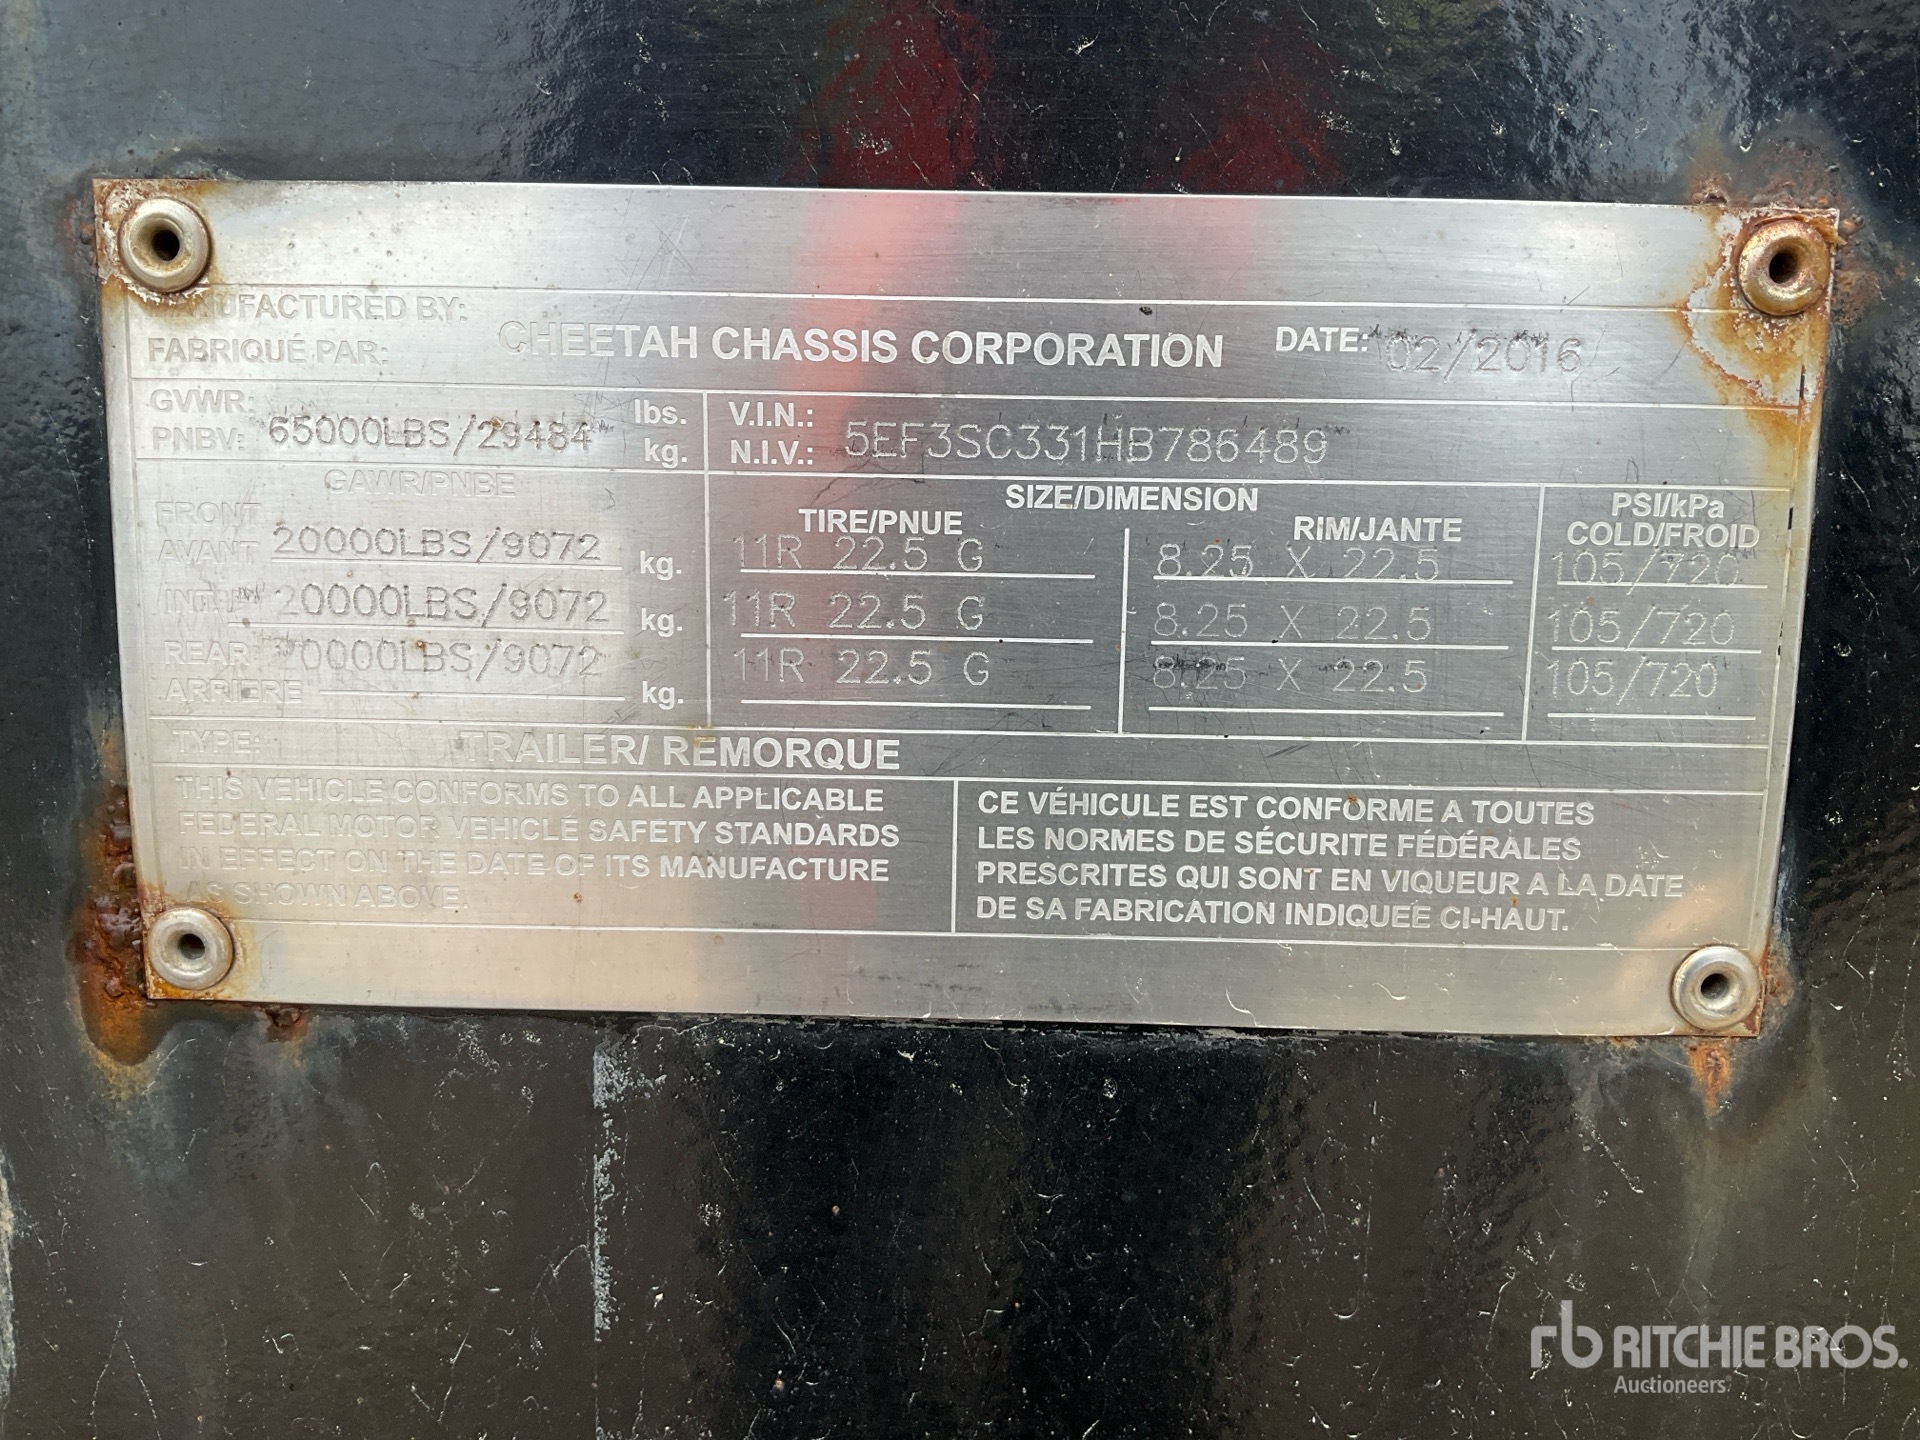 MANUFACTURED BY:
FABRIQUÉ PAR:
CHEETAH CHASSIS CORPORATION
DATE: 02/2016
GVWR:
PNBV: 65000LBS/29484 lbs. kg.
V.I.N.:
N.I.V.: 5EF3SC331HB786489
GAWR/PNBE
SIZE/DIMENSION
TIRE/PNUE RIM/JANTE
PSI/kPa
COLD/FROID
FRONT
AVANT 20000LBS/9072 kg. 11R 22.5 G 8.25 X 22.5 105/720
20000LBS/9072 kg. 11R 22.5 G 8.25 X 22.5 105/720
REAR
ARRIÈRE 20000LBS/9072 kg. 11R 22.5 G 8.25 X 22.5 105/720
TYPE: TRAILER/ REMORQUE
THIS VEHICLE CONFORMS TO ALL APPLICABLE
FEDERAL MOTOR VEHICLE SAFETY STANDARDS
IN EFFECT ON THE DATE OF ITS MANUFACTURE
AS SHOWN ABOVE.
CE VÉHICULE EST CONFORME A TOUTES
LES NORMES DE SÉCURITE FÉDÉRALES
PRESCRITES QUI SONT EN VIQUEUR A LA DATE
DE SA FABRICATION INDIQUEE CI-HAUT.
rb RITCHIE BROS.
Auctioneers